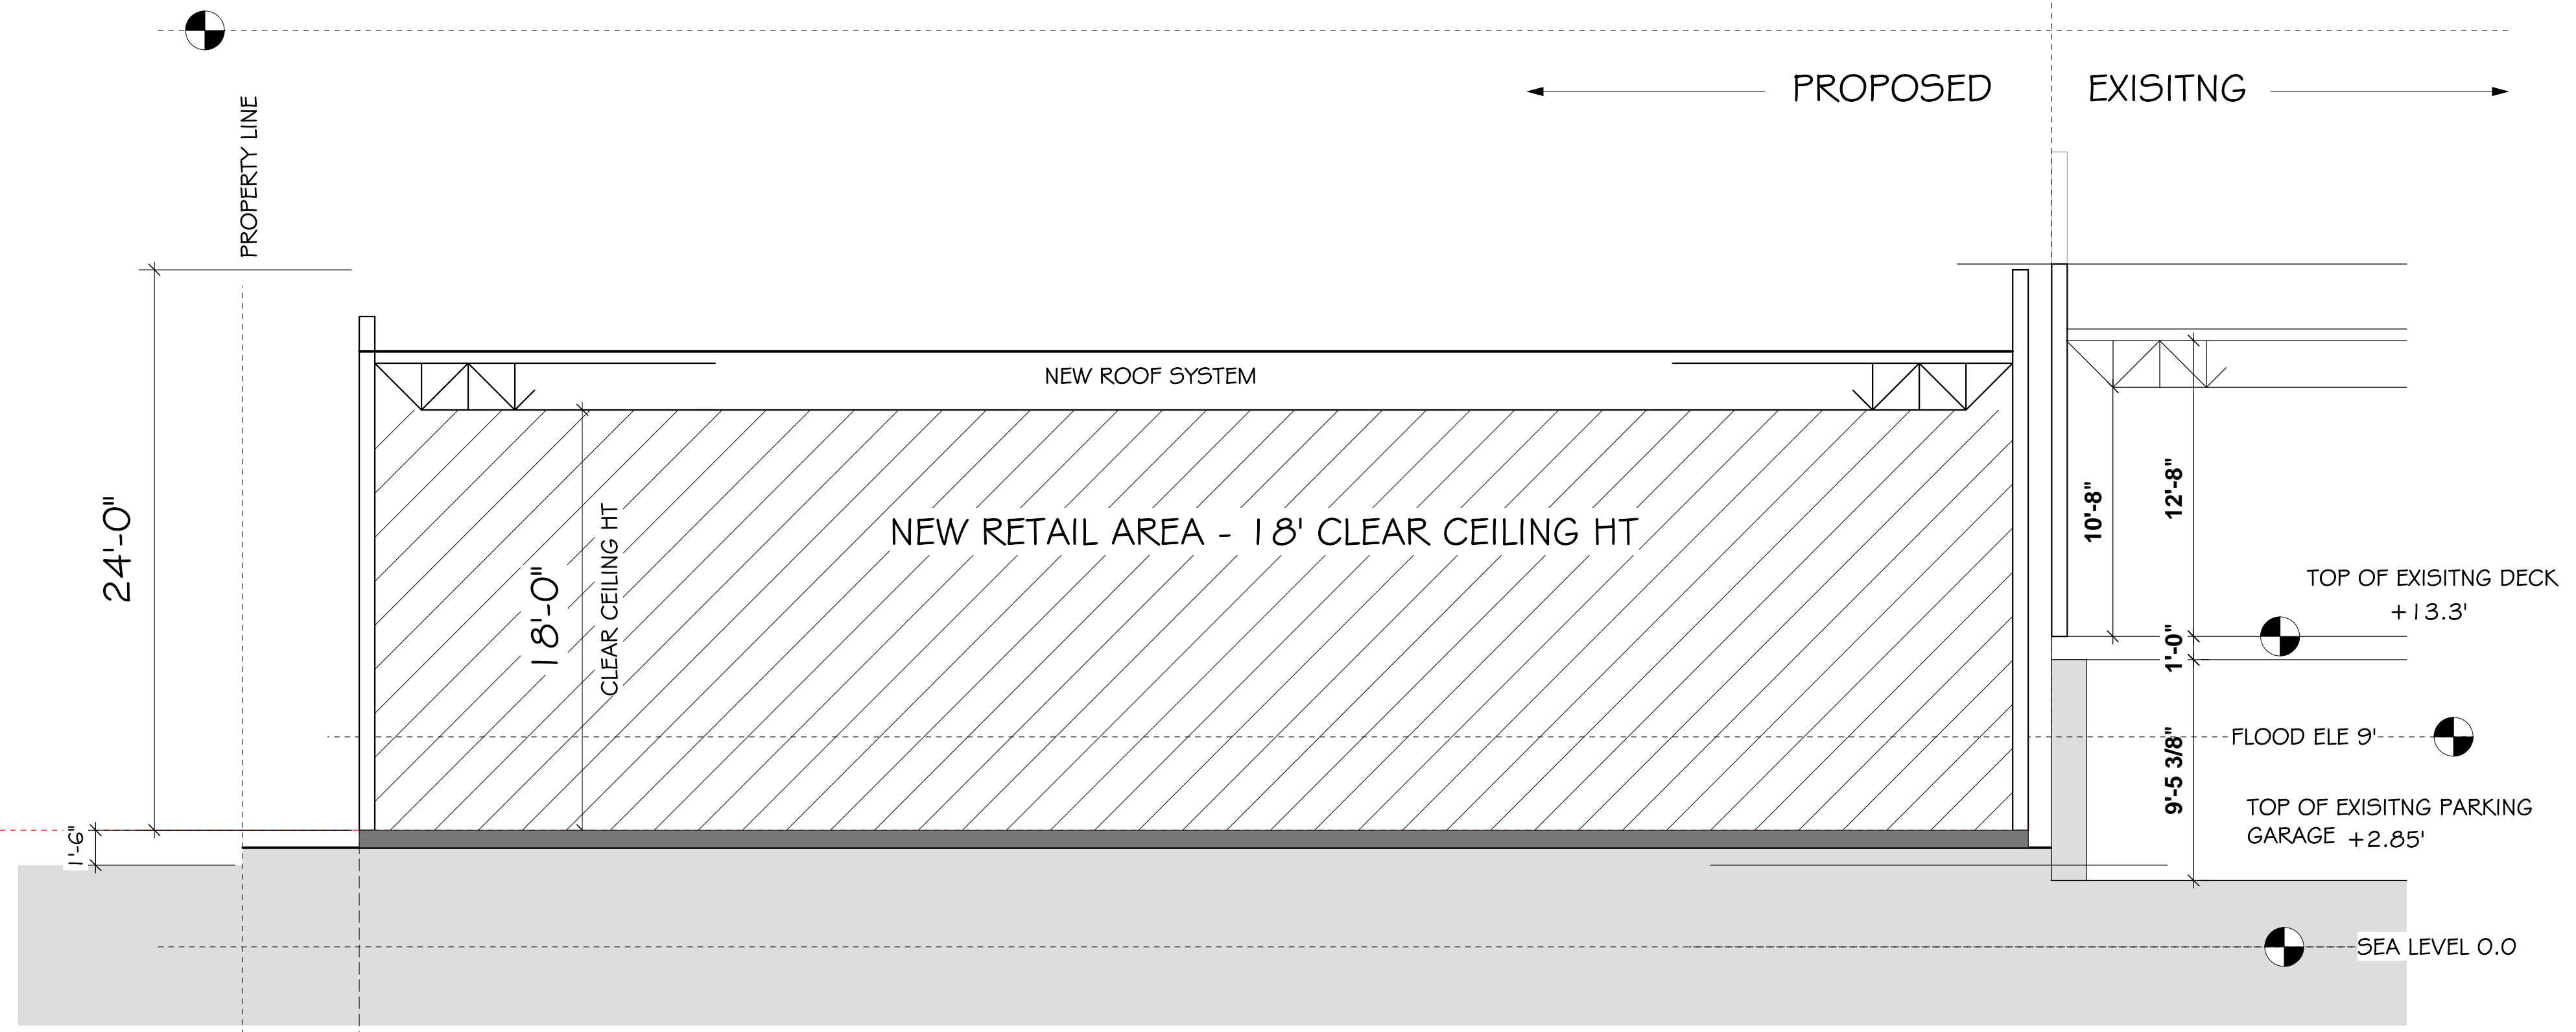 PROPOSED
EXISITNG
PROPERTY LINE
24'-0"
NEW ROOF SYSTEM
NEW RETAIL AREA - 18' CLEAR CEILING HT
18'-0"
CLEAR CEILING HT
10'-8"
12'-8"
TOP OF EXISITNG DECK
+13.3'
1'-0"
FLOOD ELE 9'
9'-5 3/8"
TOP OF EXISITNG PARKING
GARAGE +2.85'
1'-6"
SEA LEVEL 0.0